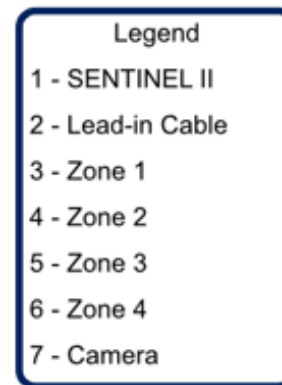 Legend
1 - SENTINEL II
2 - Lead-in Cable
3 - Zone 1
4 - Zone 2
5 - Zone 3
6 - Zone 4
7 - Camera